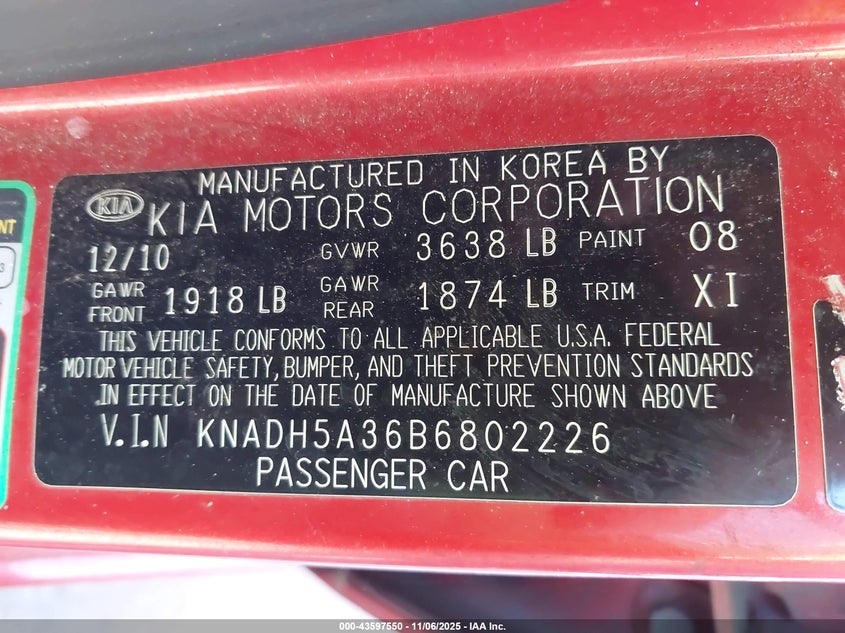 MANUFACTURED IN KOREA BY
KIA KIA MOTORS CORPORATION
12/10 GVWR 3638 LB PAINT 08
GAWR FRONT 1918 LB GAWR REAR 1874 LB TRIM XI
THIS VEHICLE CONFORMS TO ALL APPLICABLE U.S.A. FEDERAL
MOTOR VEHICLE SAFETY, BUMPER, AND THEFT PREVENTION STANDARDS
IN EFFECT ON THE DATE OF MANUFACTURE SHOWN ABOVE
V.I.N KNADH5A36B6802226
PASSENGER CAR
NT
3
000-43597550 — 11/06/2025 — IAA Inc.